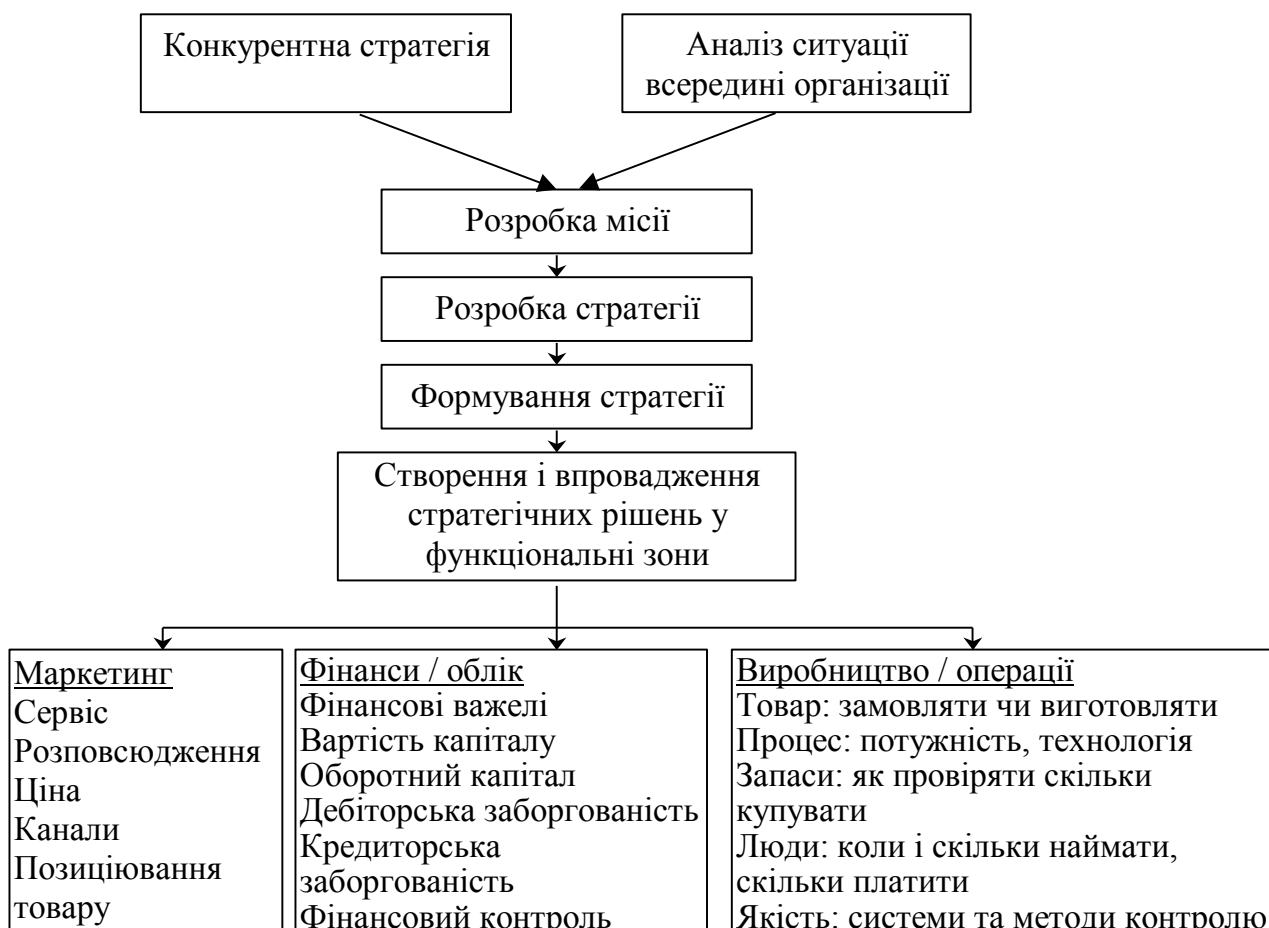 Конкурентна стратегія
Аналіз ситуації
всередині організації
Розробка місії
Розробка стратегії
Формування стратегії
Створення і впровадження
стратегічних рішень у
функціональні зони
Маркетинг
Сервіс
Розповсюдження
Ціна
Канали
Позиціювання
товару
Фінанси / облік
Фінансові важелі
Вартість капіталу
Оборотний капітал
Дебіторська заборгованість
Кредиторська
заборгованість
Фінансовий контроль
Виробництво / операції
Товар: замовляти чи виготовляти
Процес: потужність, технологія
Запаси: як провіряти скільки
купувати
Люди: коли і скільки наймати,
скільки платити
Якість: системи та методи контролю